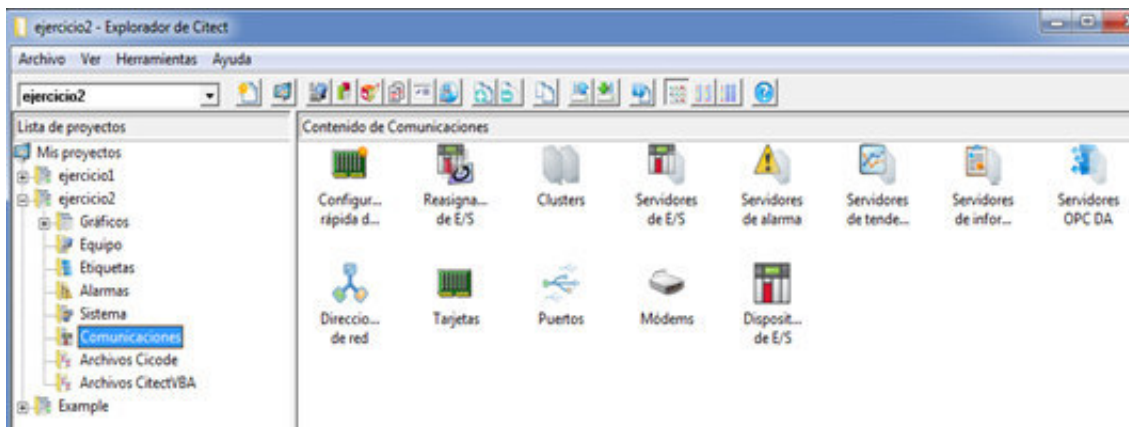 ejercicio2 - Explorador de Citect
Archivo Ver Herramientas Ayuda
ejercicio2
Lista de proyectos
Contenido de Comunicaciones
Mis proyectos
ejercicio1
ejercicio2
Gráficos
Equipo
Etiquetas
Alarmas
Sistema
Comunicaciones
Archivos Cicode
Archivos CitectVBA
Example
Configur...
rápida d...
Reasigna...
de E/S
Clusters
Servidores
de E/S
Servidores
de alarma
Servidores
de tende...
Servidores
de infor...
Servidores
OPC DA
Direccio...
de red
Tarjetas
Puertos
Módems
Disposit...
de E/S